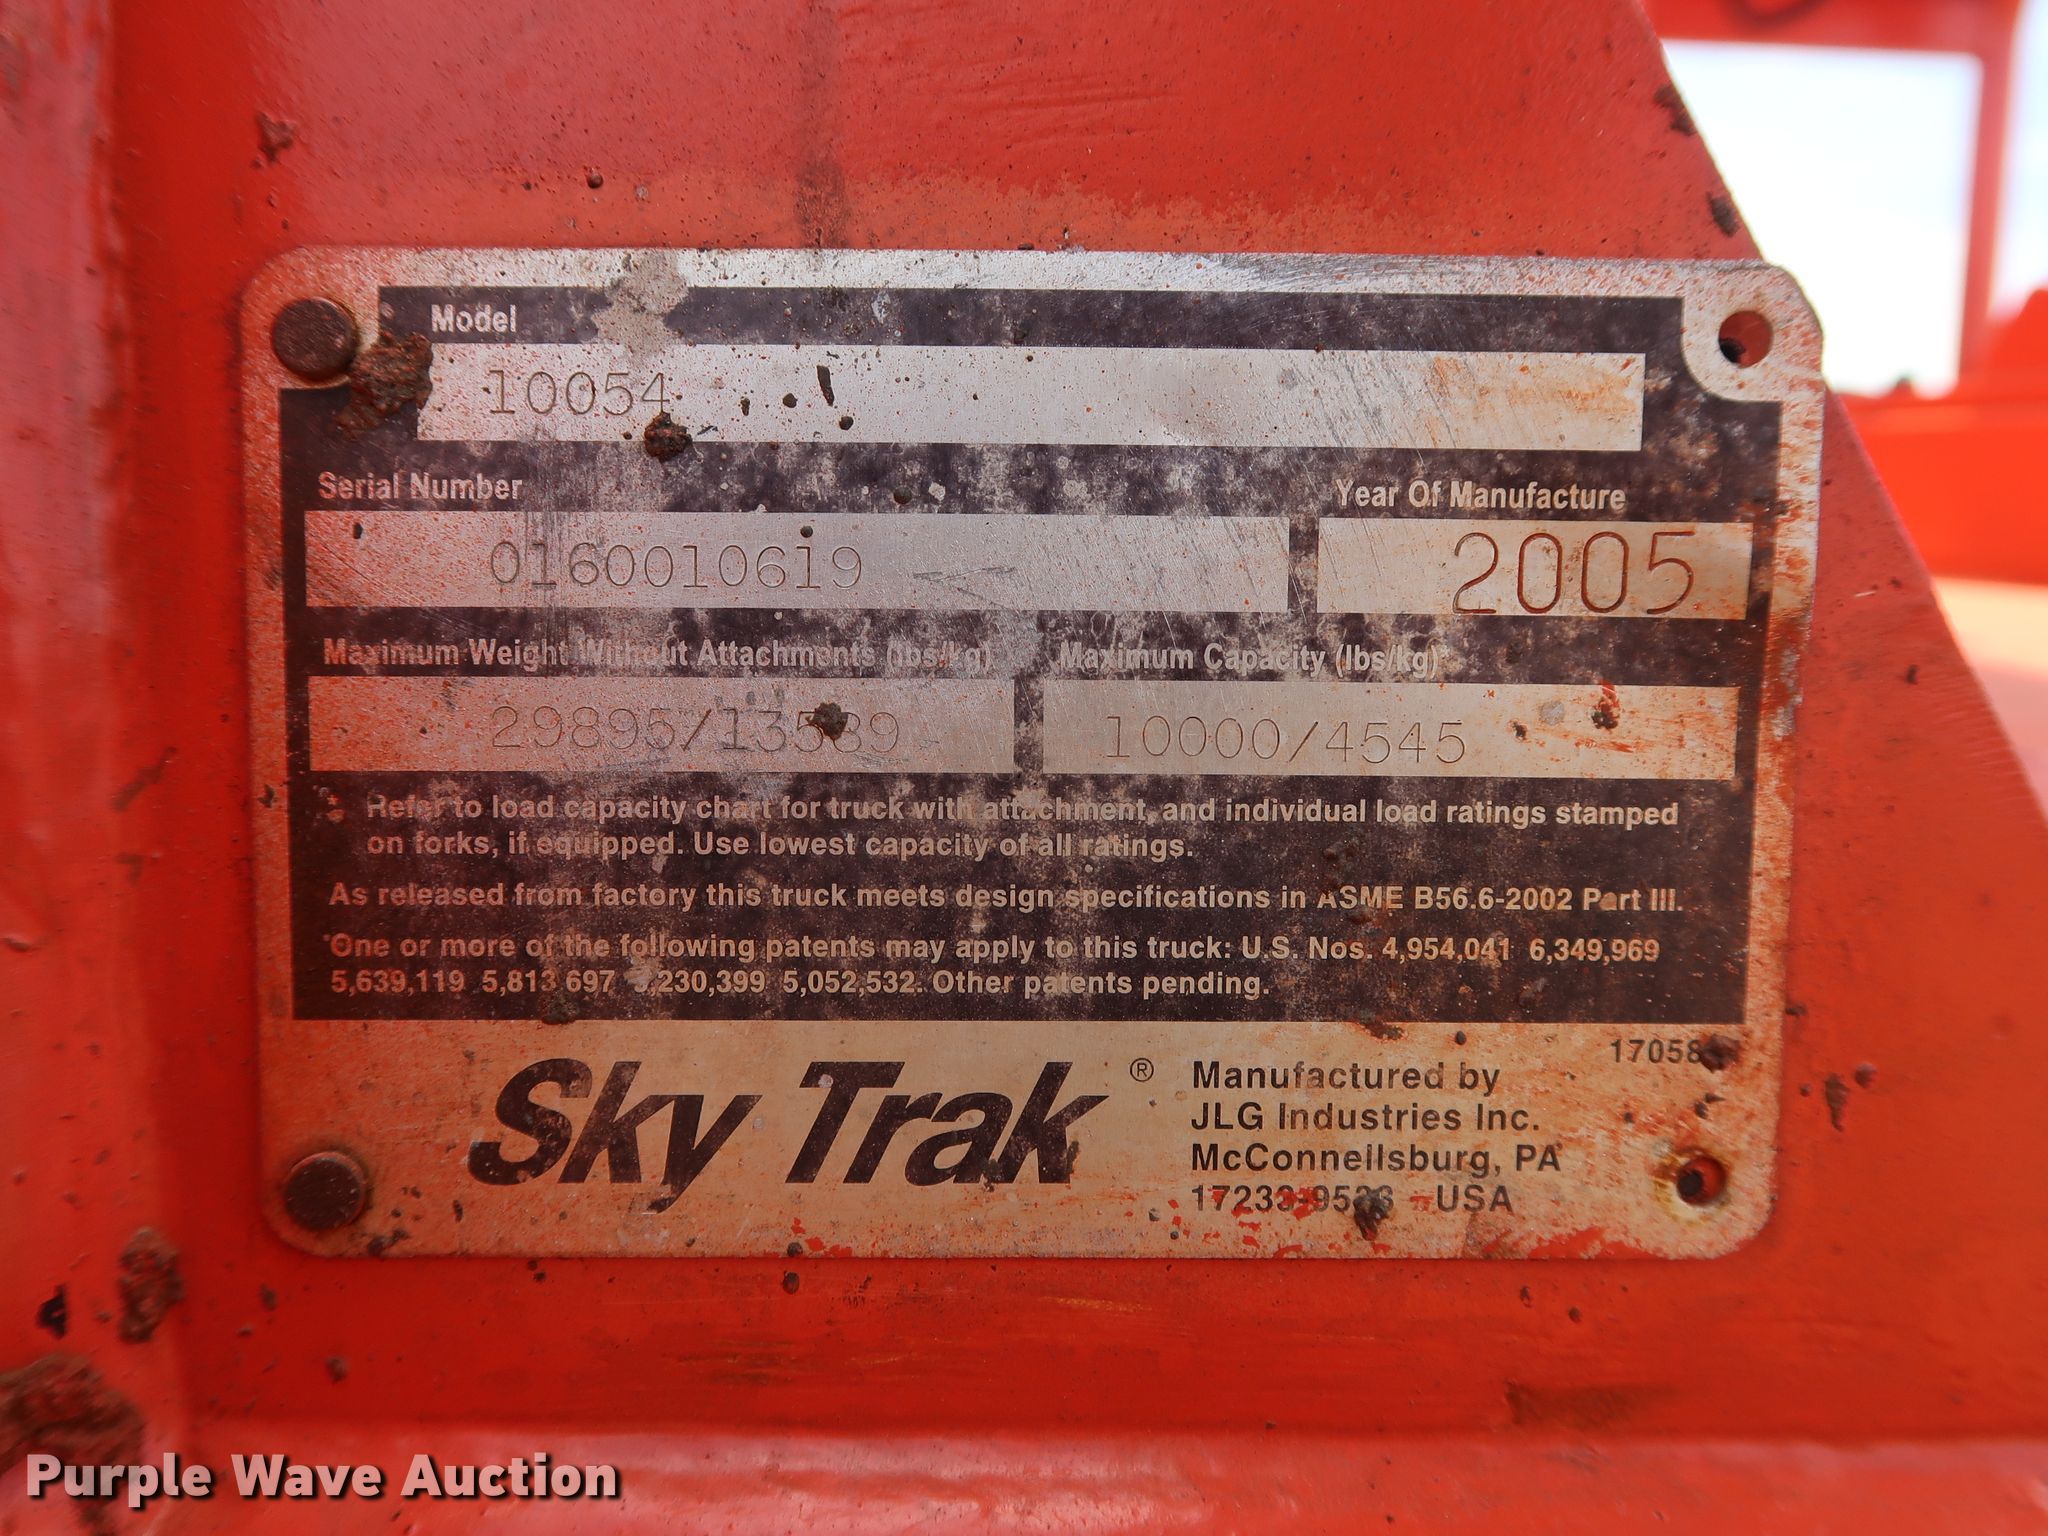 Model
10054
Serial Number
0160010619
Year Of Manufacture
2005
Maximum Weight Without Attachments (lbs/kg)
29895/13589
Maximum Capacity (lbs/kg)*
10000/4545
* Refer to load capacity chart for truck with attachment, and individual load ratings stamped
on forks, if equipped. Use lowest capacity of all ratings.
As released from factory this truck meets design specifications in ASME B56.6-2002 Part III.
One or more of the following patents may apply to this truck: U.S. Nos. 4,954,041 6,349,969
5,639,119 5,813,697 5,052,532. Other patents pending.
Sky Trak ®
Manufactured by
JLG Industries Inc.
McConnellsburg, PA
USA
Purple Wave Auction